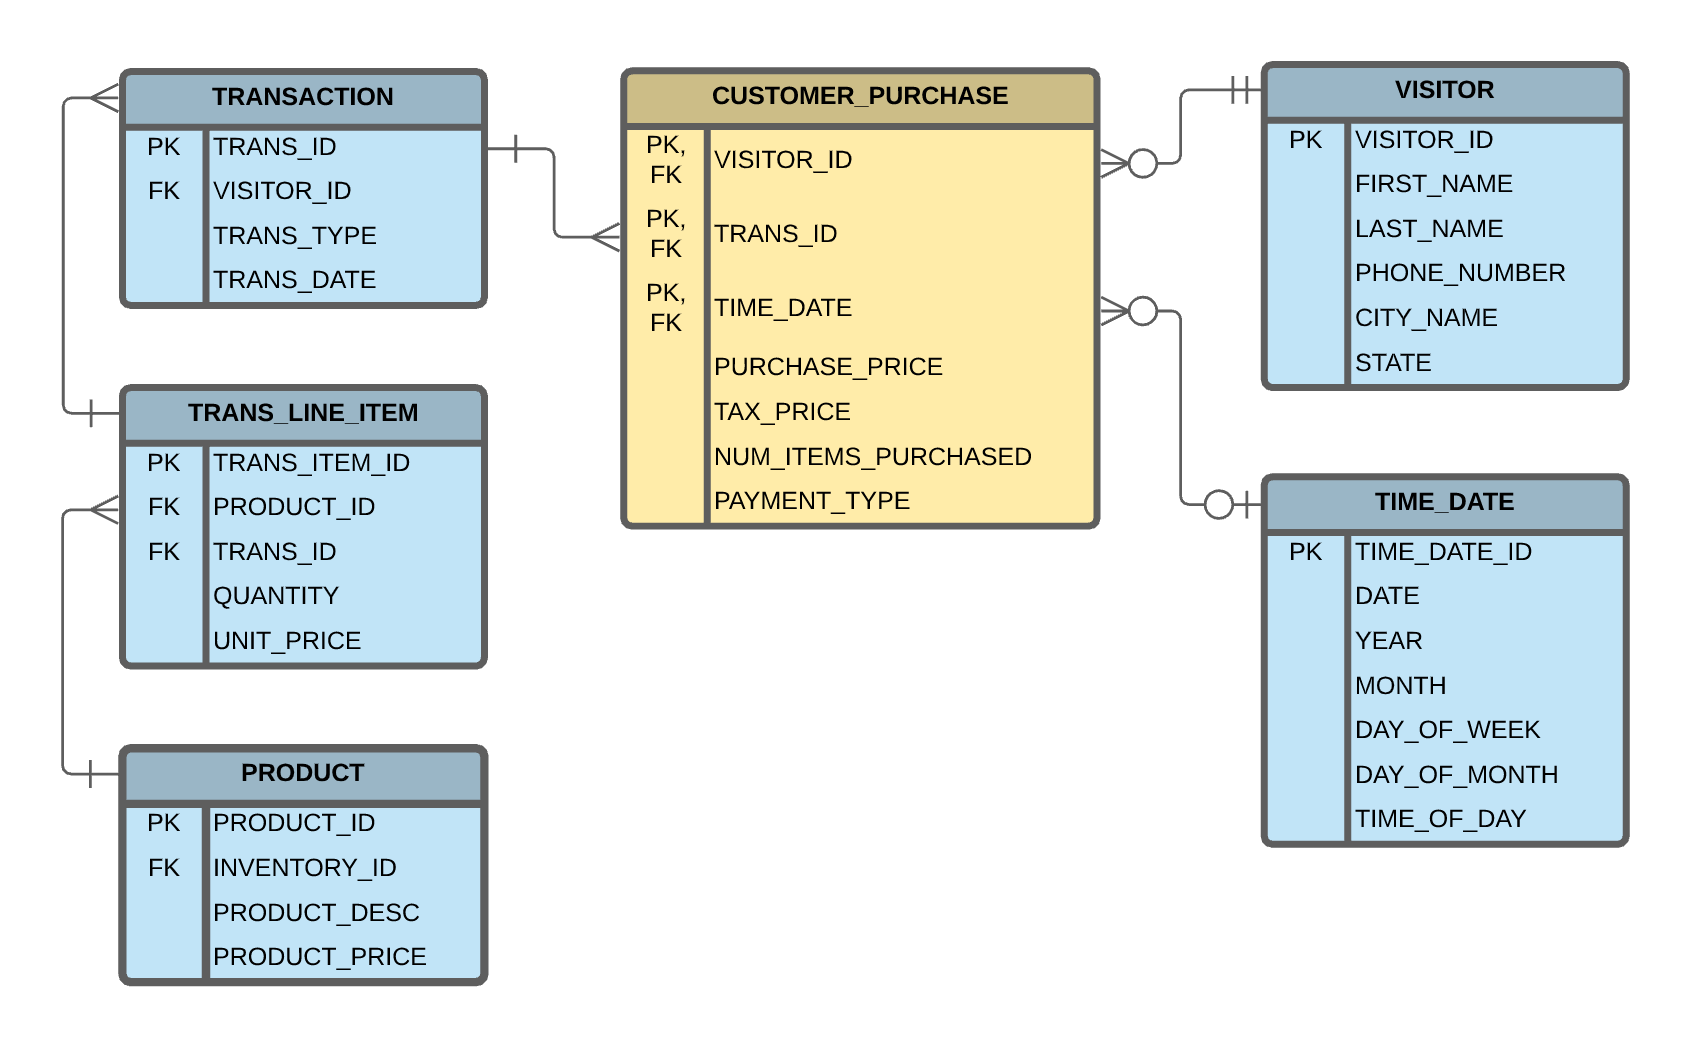 TRANSACTION
PK TRANS_ID
FK VISITOR_ID
TRANS_TYPE
TRANS_DATE
TRANS_LINE_ITEM
PK TRANS_ITEM_ID
FK PRODUCT_ID
FK TRANS_ID
QUANTITY
UNIT_PRICE
PRODUCT
PK PRODUCT_ID
FK INVENTORY_ID
PRODUCT_DESC
PRODUCT_PRICE
CUSTOMER_PURCHASE
PK,
FK VISITOR_ID
PK,
FK TRANS_ID
PK,
FK TIME_DATE
PURCHASE_PRICE
TAX_PRICE
NUM_ITEMS_PURCHASED
PAYMENT_TYPE
VISITOR
PK VISITOR_ID
FIRST_NAME
LAST_NAME
PHONE_NUMBER
CITY_NAME
STATE
TIME_DATE
PK TIME_DATE_ID
DATE
YEAR
MONTH
DAY_OF_WEEK
DAY_OF_MONTH
TIME_OF_DAY